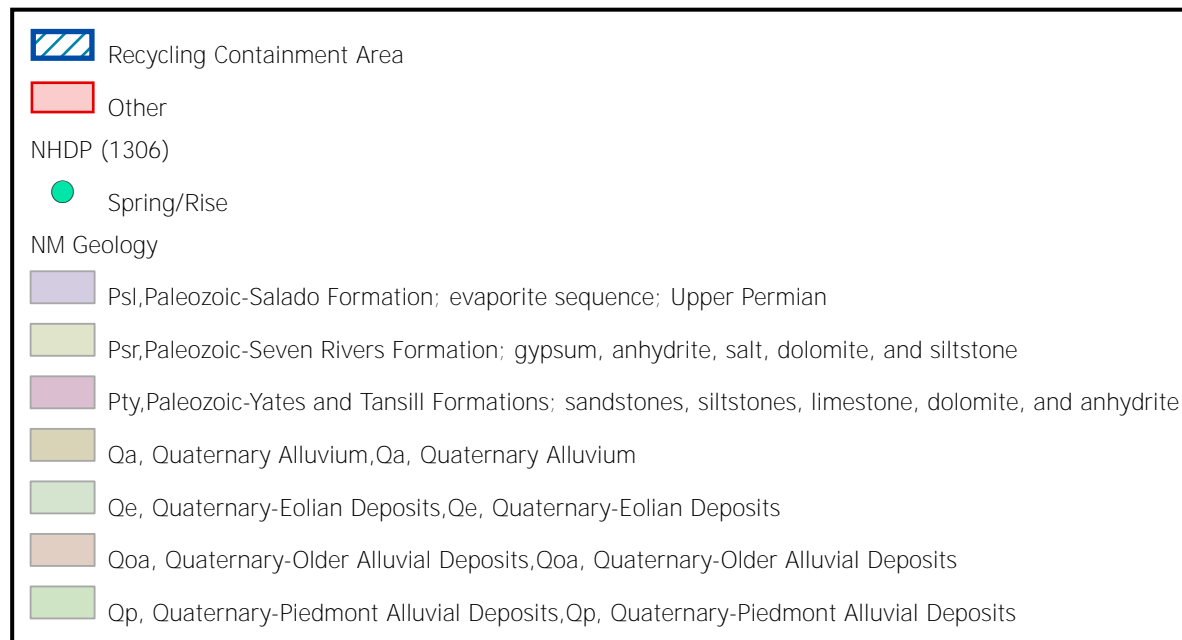 Recycling Containment Area
Other
NHDP (1306)
Spring/Rise
NM Geology
Psl,Paleozoic-Salado Formation; evaporite sequence; Upper Permian
Psr,Paleozoic-Seven Rivers Formation; gypsum, anhydrite, salt, dolomite, and siltstone
Pty,Paleozoic-Yates and Tansill Formations; sandstones, siltstones, limestone, dolomite, and anhydrite
Qa, Quaternary Alluvium,Qa, Quaternary Alluvium
Qe, Quaternary-Eolian Deposits,Qe, Quaternary-Eolian Deposits
Qoa, Quaternary-Older Alluvial Deposits,Qoa, Quaternary-Older Alluvial Deposits
Qp, Quaternary-Piedmont Alluvial Deposits,Qp, Quaternary-Piedmont Alluvial Deposits